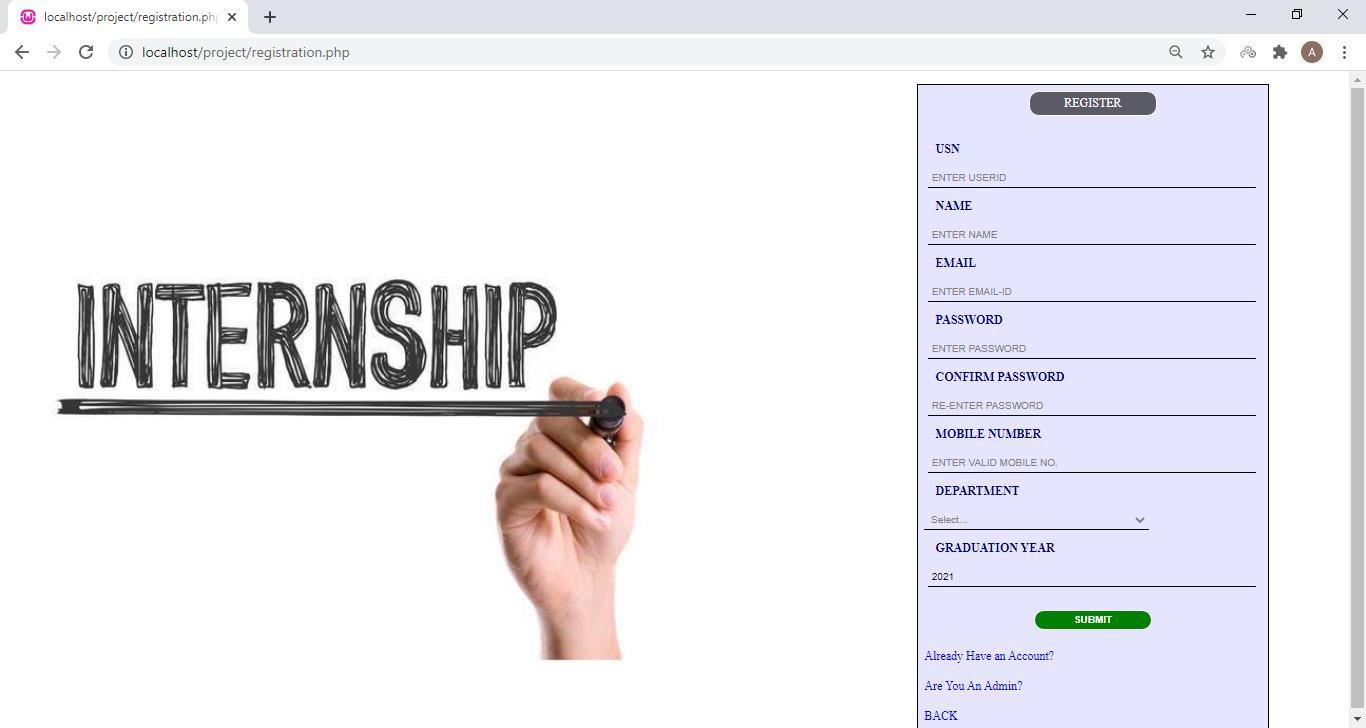 localhost/project/registration.ph
localhost/project/registration.php
A
INTERNSHIP
REGISTER
USN
ENTER USERID
NAME
ENTER NAME
EMAIL
ENTER EMAIL-ID
PASSWORD
ENTER PASSWORD
CONFIRM PASSWORD
RE-ENTER PASSWORD
MOBILE NUMBER
ENTER VALID MOBILE NO.
DEPARTMENT
Select...
GRADUATION YEAR
2021
SUBMIT
Already Have an Account?
Are You An Admin?
BACK